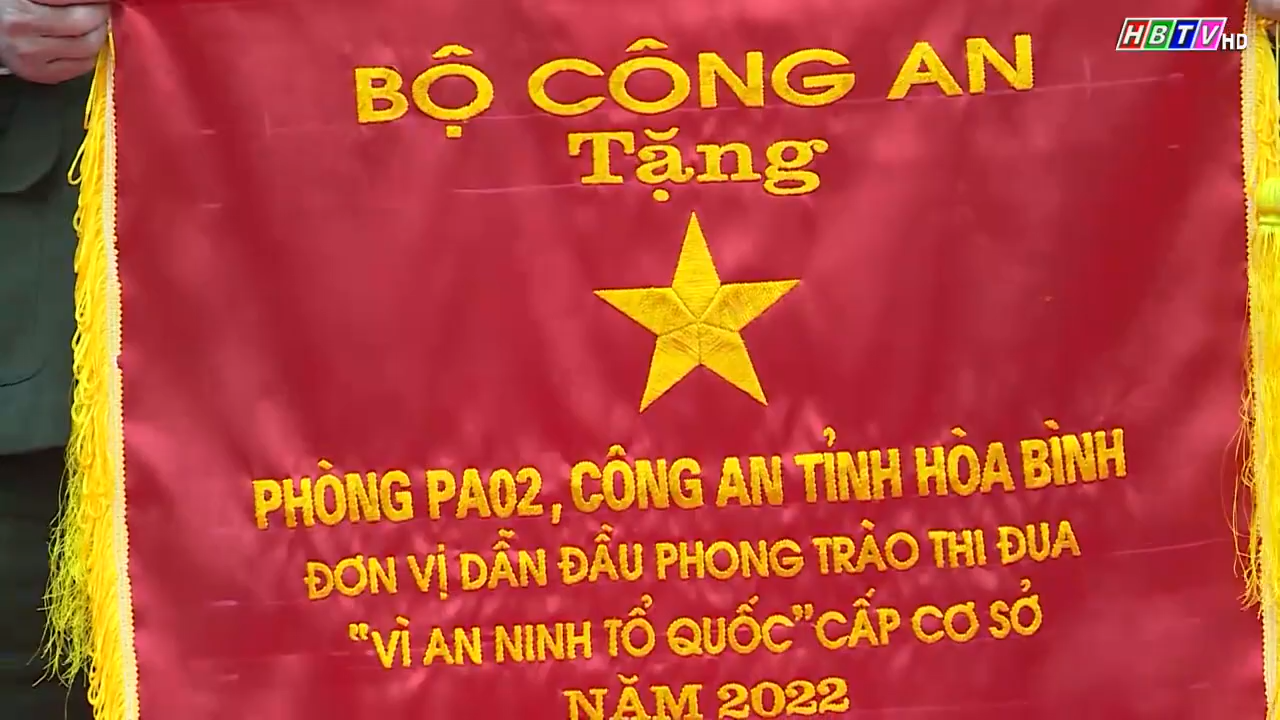 HBTV HD
BỘ CÔNG AN
Tặng
PHÒNG PA02, CÔNG AN TỈNH HÒA BÌNH
ĐƠN VỊ DẪN ĐẦU PHONG TRÀO THI ĐUA
"VÌ AN NINH TỔ QUỐC" CẤP CƠ SỞ
NĂM 2022